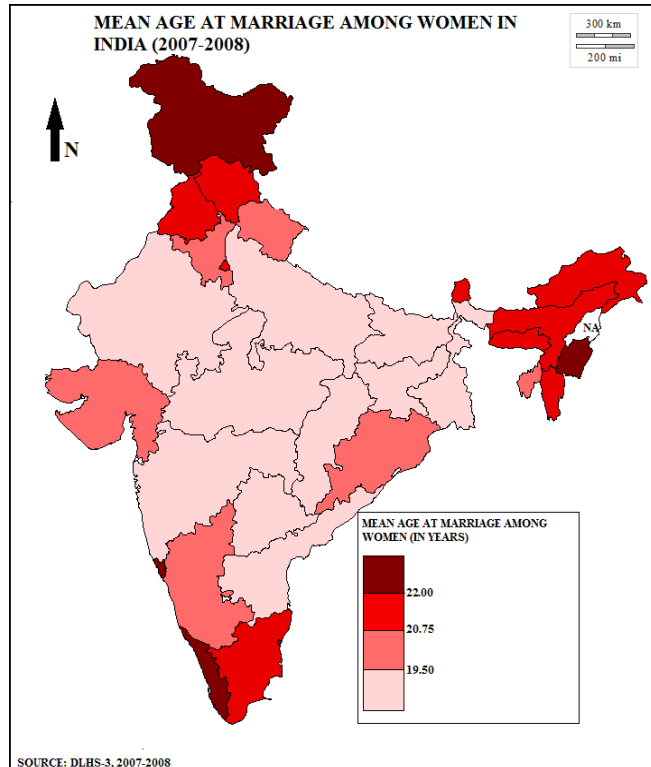 MEAN AGE AT MARRIAGE AMONG WOMEN IN
INDIA (2007-2008)
300 km
200 mi
N
NA
MEAN AGE AT MARRIAGE AMONG
WOMEN (IN YEARS)
22.00
20.75
19.50
SOURCE: DLHS-3, 2007-2008